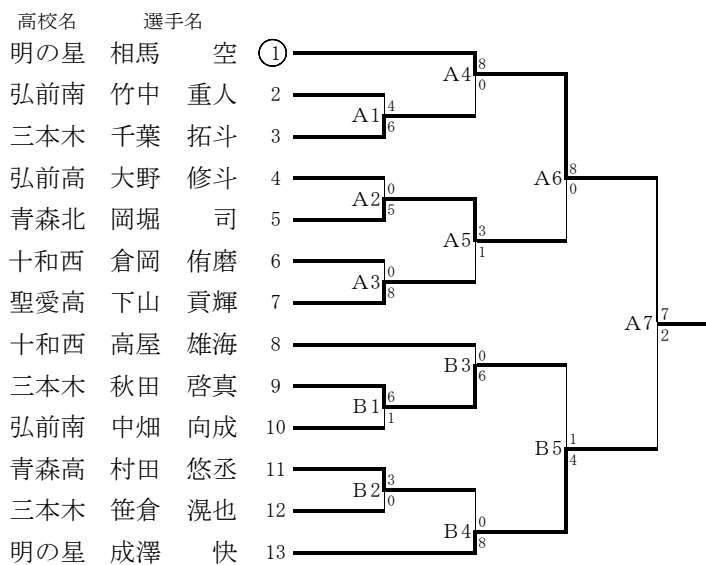 高校名 選手名
明の星 相馬 空 ①
弘前南 竹中 重人 2
三本木 千葉 拓斗 3
弘前高 大野 修斗 4
青森北 岡堀 司 5
十和西 倉岡 侑磨 6
聖愛高 下山 貢輝 7
十和西 高屋 雄海 8
三本木 秋田 啓真 9
弘前南 中畑 向成 10
青森高 村田 悠丞 11
三本木 笹倉 滉也 12
明の星 成澤 快 13
A1 4 6
A2 0 5
A3 0 8
B1 6 1
B2 3 0
A4 8 0
A5 3 1
B3 0 6
B4 0 8
A6 8 0
B5 1 4
A7 7 2